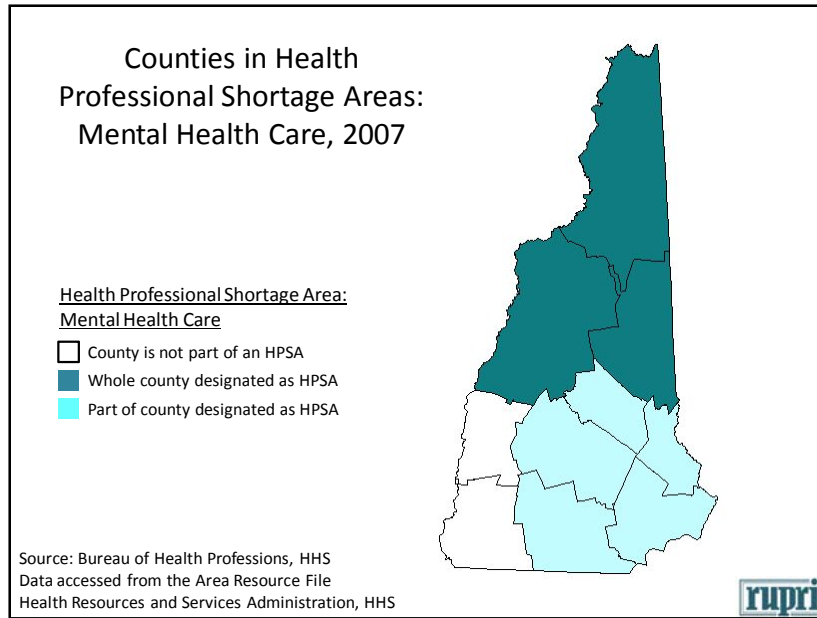 Counties in Health
Professional Shortage Areas:
Mental Health Care, 2007
Health Professional Shortage Area:
Mental Health Care
County is not part of an HPSA
Whole county designated as HPSA
Part of county designated as HPSA
Source: Bureau of Health Professions, HHS
Data accessed from the Area Resource File
Health Resources and Services Administration, HHS
rupri